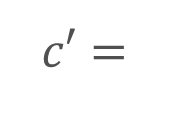 c′ =